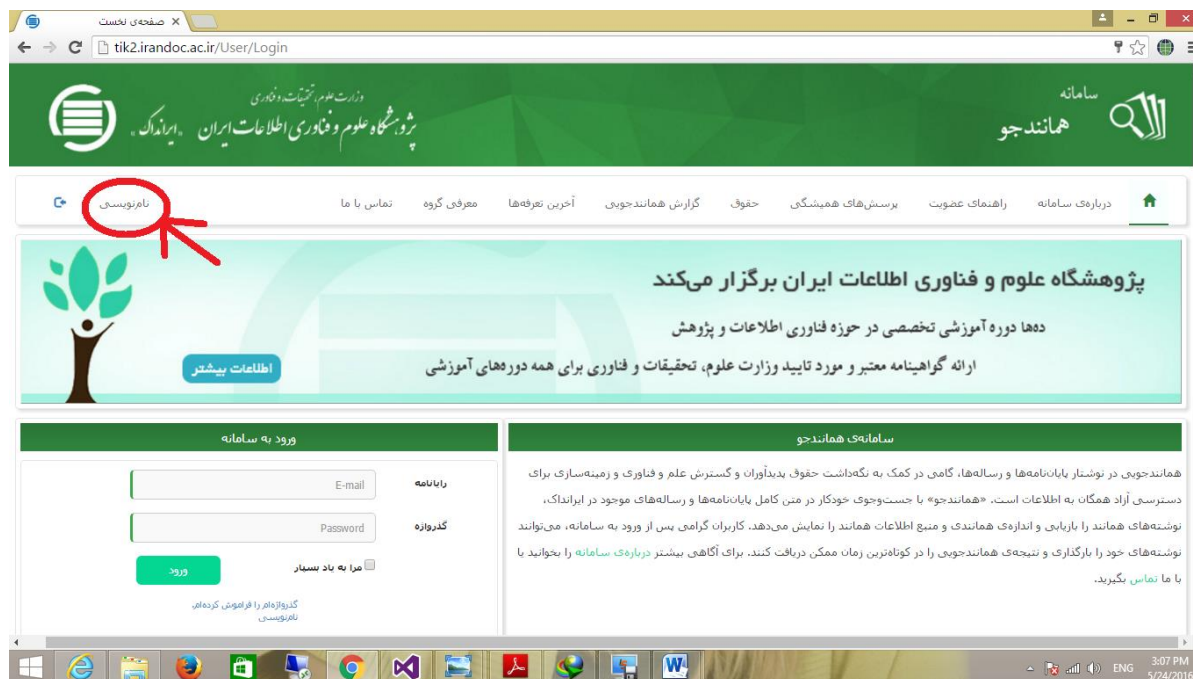 صفحه‌ی نخست
tik2.irandoc.ac.ir/User/Login
سامانه
همانندجو
وزارت علوم، تحقیقات، و فناوری
پژوهشگاه علوم و فناوری اطلاعات ایران «ایرانداک»
درباره‌ی سامانه راهنمای عضویت پرسش‌های همیشگی حقوق گزارش همانندجویی آخرین تعرفه‌ها معرفی گروه تماس با ما نام‌نویسی
پژوهشگاه علوم و فناوری اطلاعات ایران برگزار می‌کند
ده‌ها دوره آموزشی تخصصی در حوزه فناوری اطلاعات و پژوهش
ارائه گواهینامه معتبر و مورد تایید وزارت علوم، تحقیقات و فناوری برای همه دوره‌های آموزشی
اطلاعات بیشتر
سامانه‌ی همانندجو
همانندجویی در نوشتار پایان‌نامه‌ها و رساله‌ها، گامی در کمک به نگه‌داشت حقوق پدیدآوران و گسترش علم و فناوری و زمینه‌سازی برای
دسترسی آزاد همگان به اطلاعات است. «همانندجو» با جست‌وجوی خودکار در متن کامل پایان‌نامه‌ها و رساله‌های موجود در ایرانداک،
نوشته‌های همانند را بازیابی و اندازه‌ی همانندی و منبع اطلاعات همانند را نمایش می‌دهد. کاربران گرامی پس از ورود به سامانه، می‌توانند
نوشته‌های خود را بارگذاری و نتیجه‌ی همانندجویی را در کوتاه‌ترین زمان ممکن دریافت کنند. برای آگاهی بیشتر درباره‌ی سامانه را بخوانید یا
با ما تماس بگیرید.
ورود به سامانه
رایانامه
E-mail
گذرواژه
Password
مرا به یاد بسپار
ورود
گذرواژه‌ام را فراموش کرده‌ام.
نام‌نویسی
ENG
3:07 PM
5/24/2016